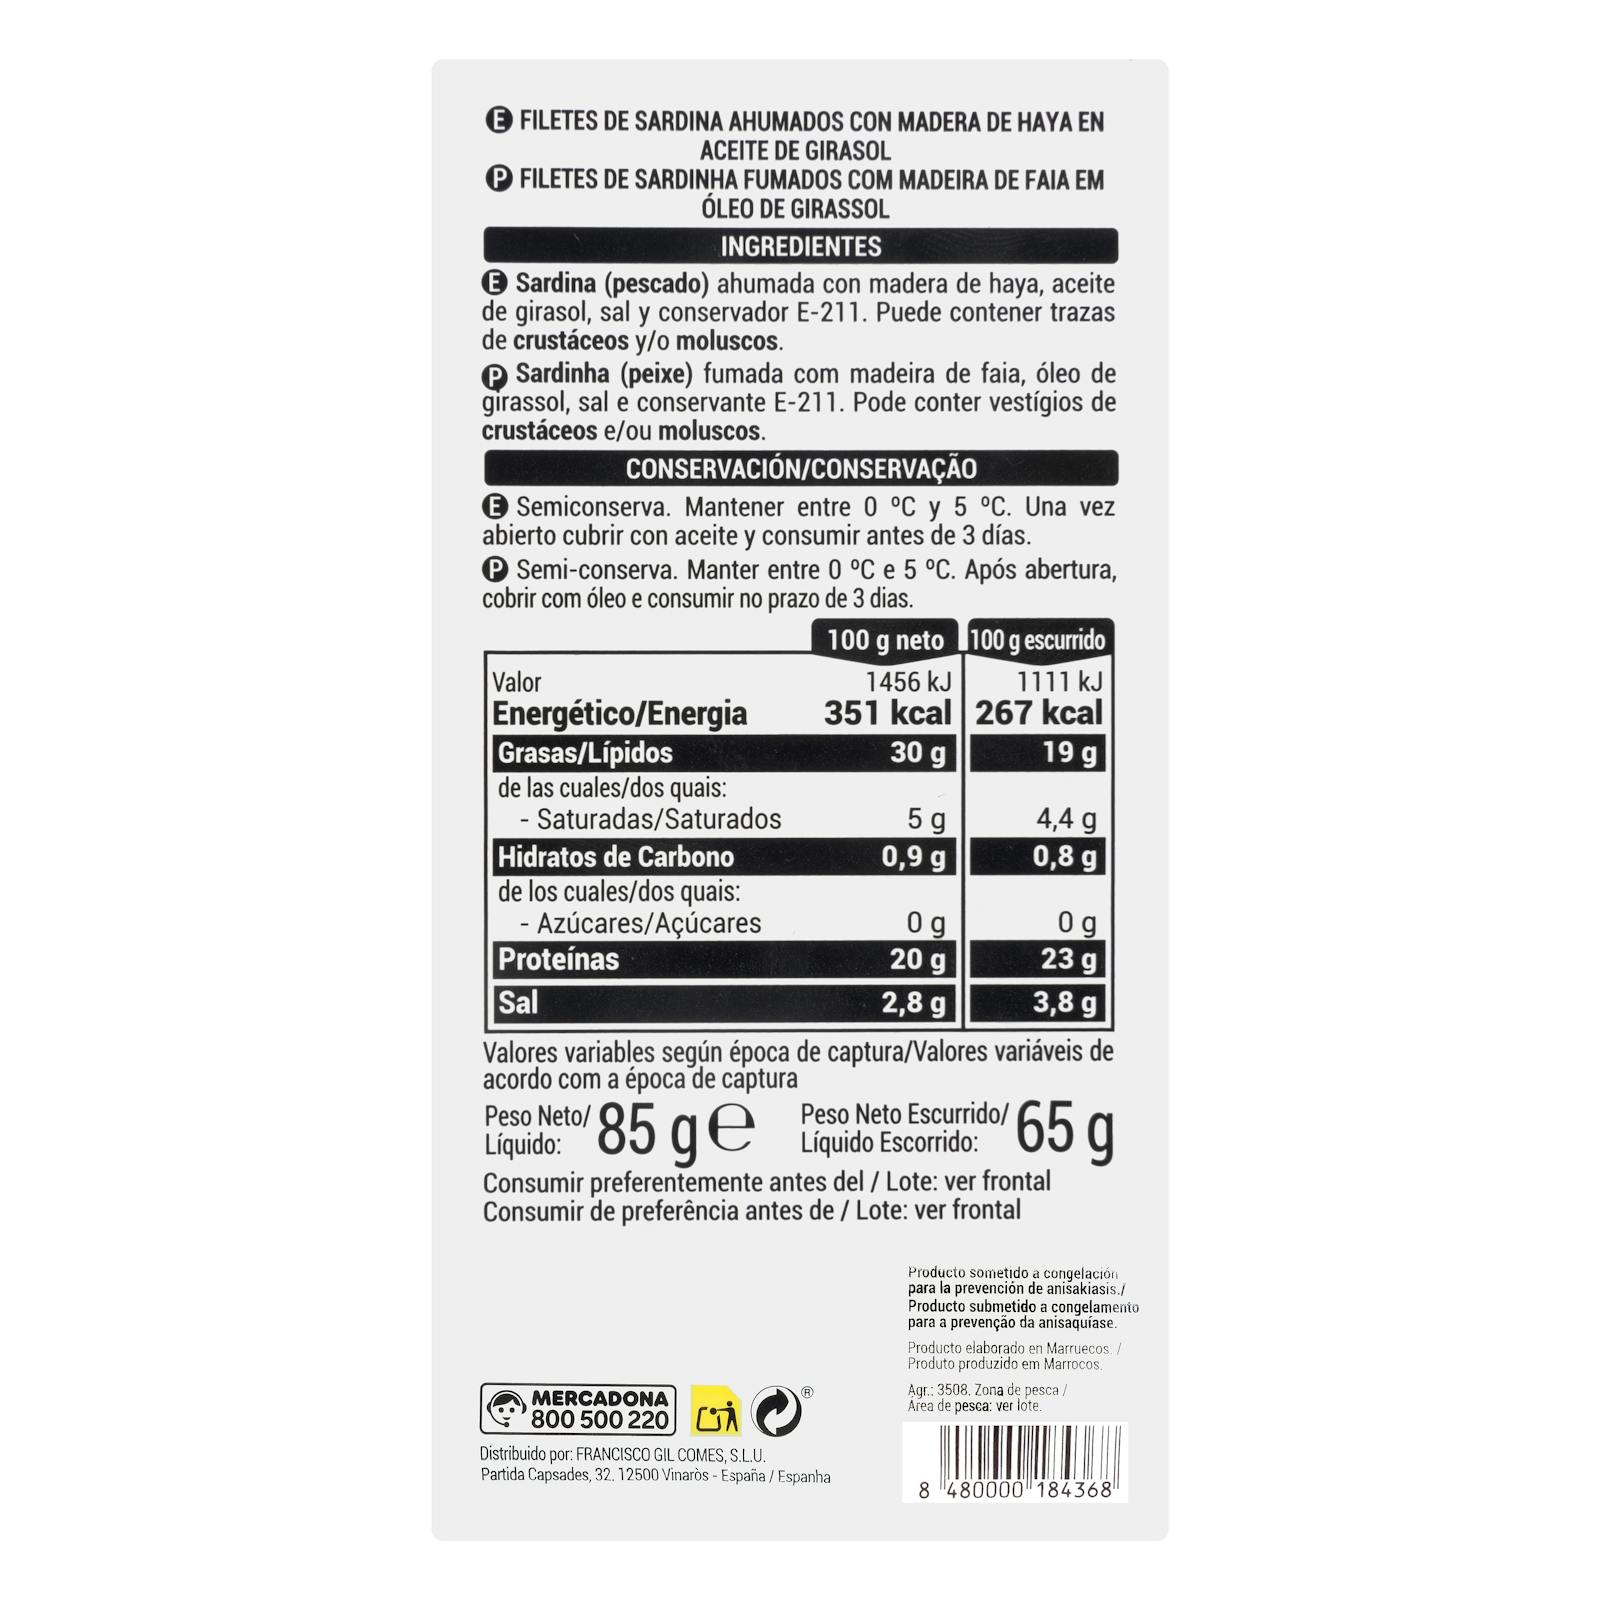 E FILETES DE SARDINA AHUMADOS CON MADERA DE HAYA EN
ACEITE DE GIRASOL
P FILETES DE SARDINHA FUMADOS COM MADEIRA DE FAIA EM
ÓLEO DE GIRASSOL
INGREDIENTES
E Sardina (pescado) ahumada con madera de haya, aceite
de girasol, sal y conservador E-211. Puede contener trazas
de crustáceos y/o moluscos.
P Sardinha (peixe) fumada com madeira de faia, óleo de
girassol, sal e conservante E-211. Pode conter vestígios de
crustáceos e/ou moluscos.
CONSERVACIÓN/CONSERVAÇÃO
E Semiconserva. Mantener entre 0 ºC y 5 ºC. Una vez
abierto cubrir con aceite y consumir antes de 3 días.
P Semi-conserva. Manter entre 0 ºC e 5 ºC. Após abertura,
cobrir com óleo e consumir no prazo de 3 dias.
100 g neto 100 g escurrido
Valor 1456 kJ 1111 kJ
Energético/Energia 351 kcal 267 kcal
Grasas/Lípidos 30 g 19 g
de las cuales/dos quais:
- Saturadas/Saturados 5 g 4,4 g
Hidratos de Carbono 0,9 g 0,8 g
de los cuales/dos quais:
- Azúcares/Açúcares 0 g 0 g
Proteínas 20 g 23 g
Sal 2,8 g 3,8 g
Valores variables según época de captura/Valores variáveis de
acordo com a época de captura
Peso Neto/ Líquido: 85 g e Peso Neto Escurrido/ Líquido Escorrido: 65 g
Consumir preferentemente antes del / Lote: ver frontal
Consumir de preferência antes de / Lote: ver frontal
Producto sometido a congelación
para la prevención de anisakiasis./
Producto submetido a congelamento
para a prevenção da anisaquíase.
Producto elaborado en Marruecos. /
Produto produzido em Marrocos.
Agr.: 3508. Zona de pesca /
Área de pesca: ver lote.
MERCADONA
800 500 220
®
Distribuido por: FRANCISCO GIL COMES, S.L.U.
Partida Capsades, 32. 12500 Vinaròs - España / Espanha
8 480000 184368